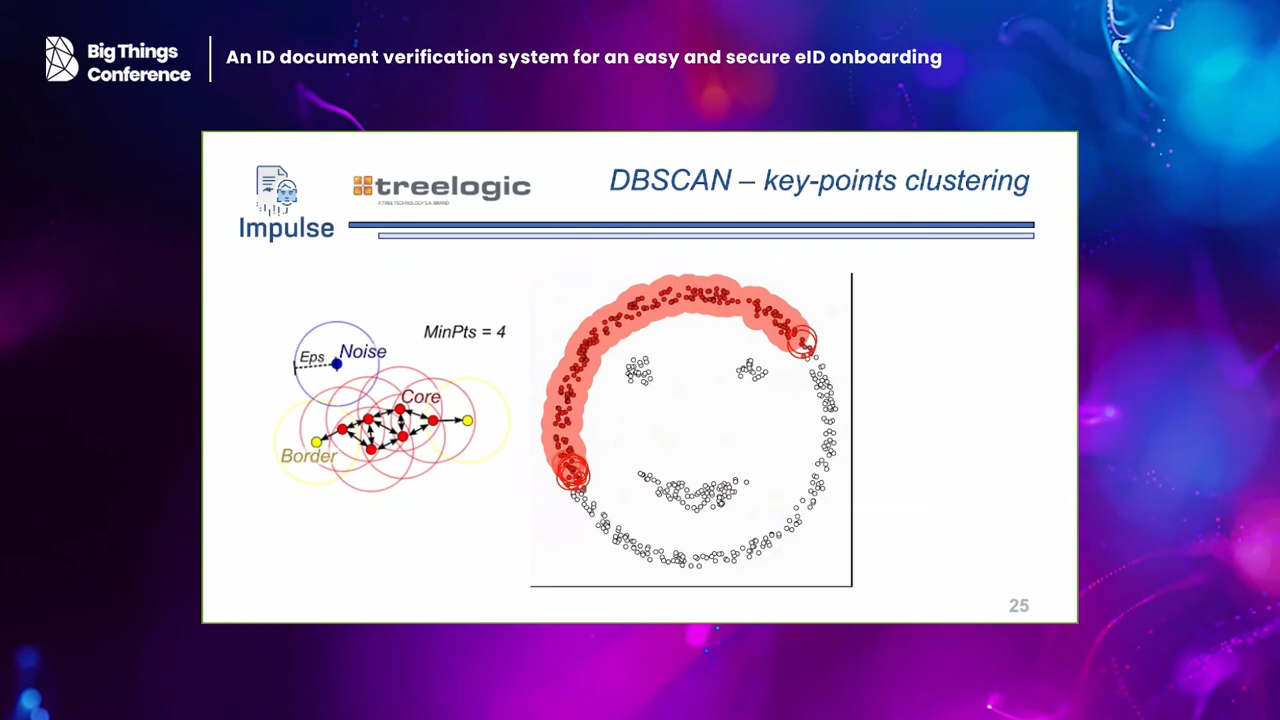 Big Things
Conference
An ID document verification system for an easy and secure eID onboarding
Impulse
treelogic
A TREE TECHNOLOGY S.A. BRAND
DBSCAN – key-points clustering
MinPts = 4
Eps
Noise
Core
Border
25